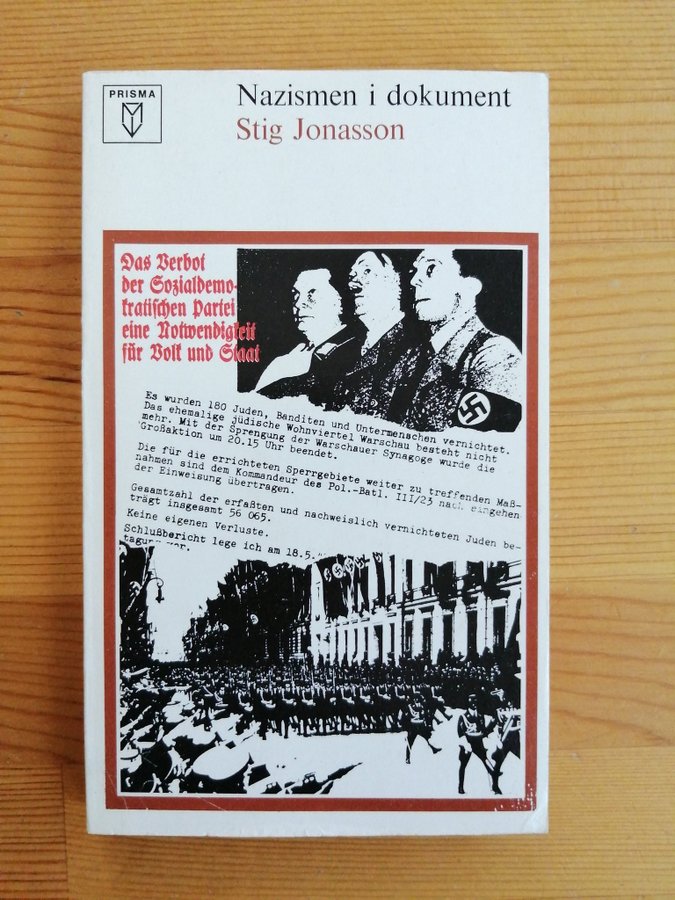 PRISMA
Nazismen i dokument
Stig Jonasson
Das Verbot
der Sozialdemo-
kratischen Partei
eine Notwendigkeit
für Volk und Staat
Es wurden 180 Juden, Banditen und Untermenschen vernichtet.
Das ehemalige jüdische Wohnviertel Warschau besteht nicht
mehr. Mit der Sprengung der Warschauer Synagoge wurde die
Großaktion um 20.15 Uhr beendet.
Die für die errichteten Sperrgebiete weiter zu treffenden Maß-
nahmen sind dem Kommandeur des Pol.-Batl. III/23 nach eingehen
der Einweisung übertragen.
Gesamtzahl der erfaßten und nachweislich vernichteten Juden be-
trägt insgesamt 56 065.
Keine eigenen Verluste.
Schlußbericht lege ich am 18.5.